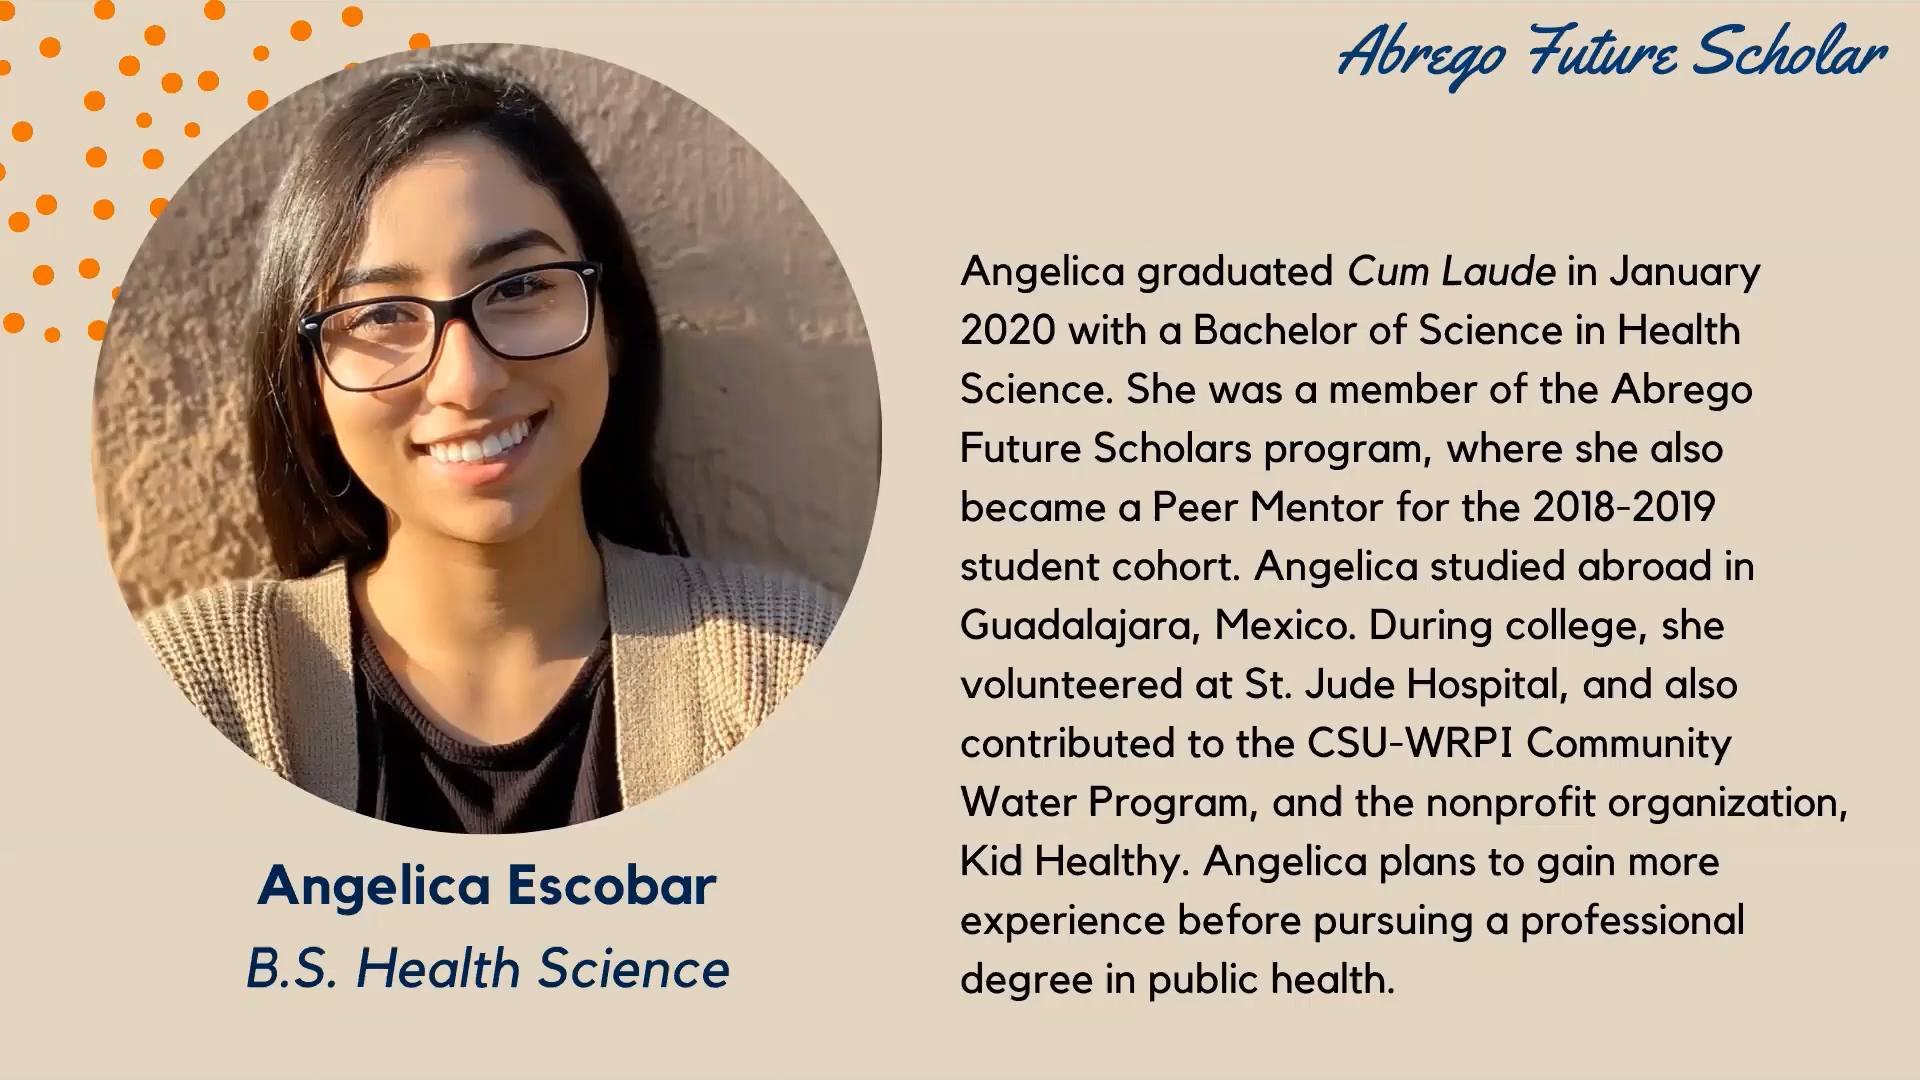 Abrego Future Scholar
Angelica graduated Cum Laude in January
2020 with a Bachelor of Science in Health
Science. She was a member of the Abrego
Future Scholars program, where she also
became a Peer Mentor for the 2018-2019
student cohort. Angelica studied abroad in
Guadalajara, Mexico. During college, she
volunteered at St. Jude Hospital, and also
contributed to the CSU-WRPI Community
Water Program, and the nonprofit organization,
Kid Healthy. Angelica plans to gain more
experience before pursuing a professional
degree in public health.
Angelica Escobar
B.S. Health Science